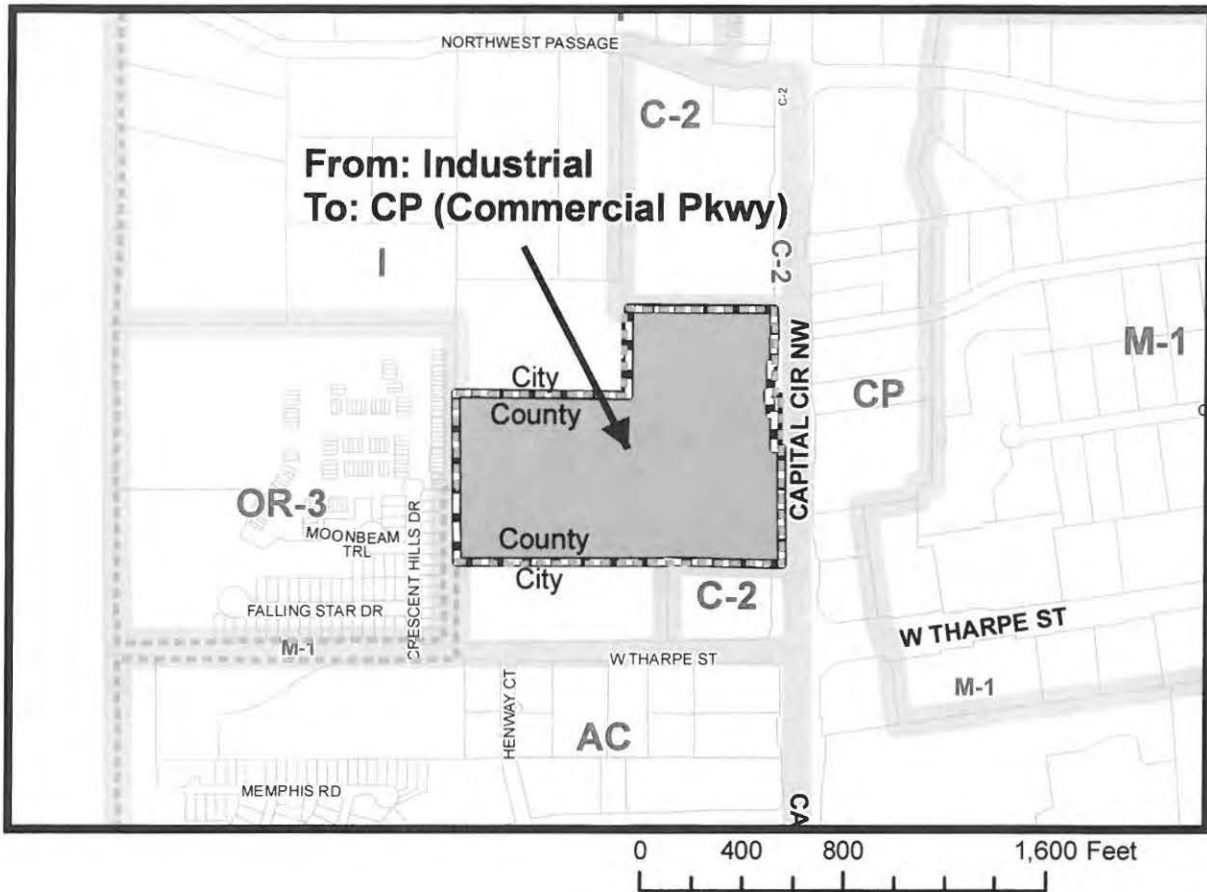 NORTHWEST PASSAGE
C-2
C-2
From: Industrial
To: CP (Commercial Pkwy)
I
C-2
CAPITAL CIR NW
M-1
CP
City
County
OR-3
MOONBEAM
TRL
CRESCENT HILLS DR
County
City
C-2
FALLING STAR DR
M-1
W THARPE ST
W THARPE ST
M-1
HENWAY CT
AC
MEMPHIS RD
CA
0 400 800 1,600 Feet